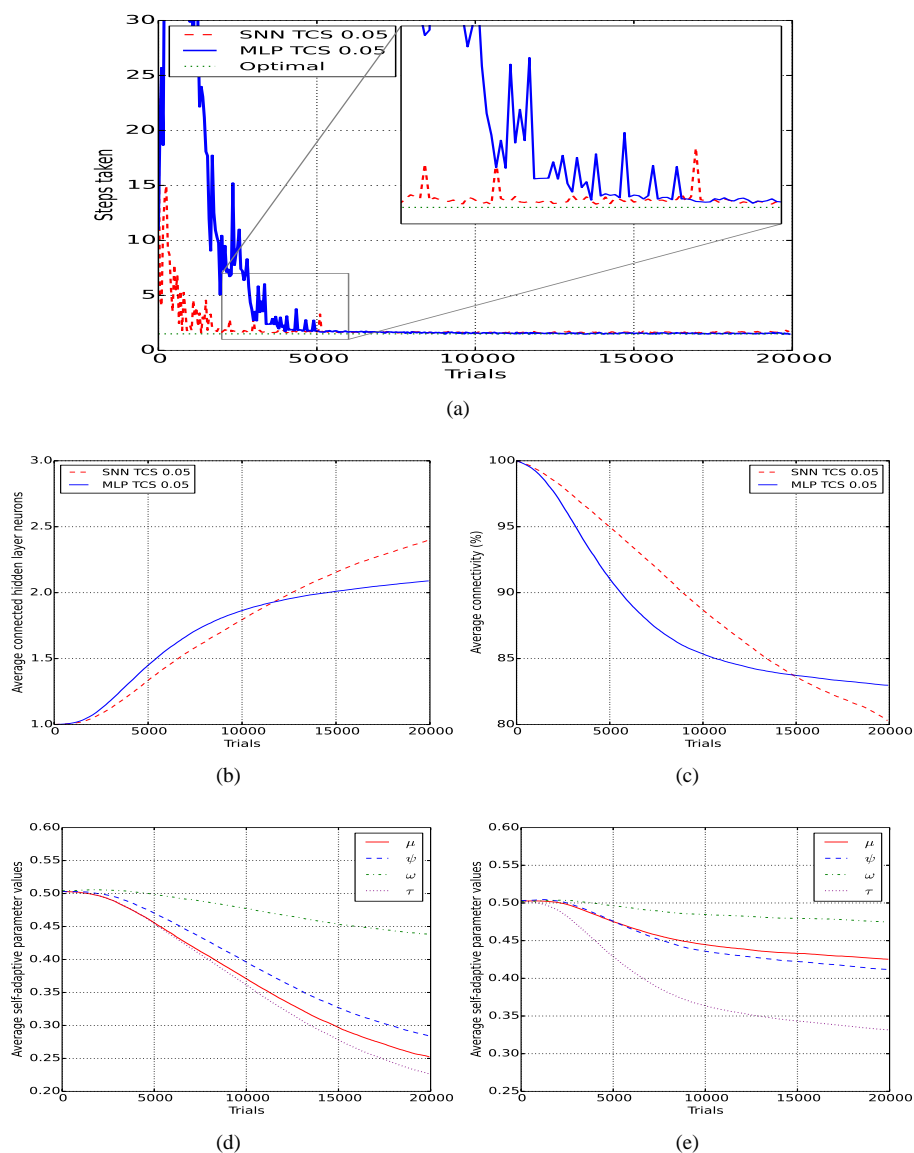 30
25
20
15
10
5
0
Steps taken
SNN TCS 0.05
MLP TCS 0.05
Optimal
0 5000 10000 15000 20000
Trials
(a)
3.0
2.5
2.0
1.5
1.0
Average connected hidden layer neurons
SNN TCS 0.05
MLP TCS 0.05
0 5000 10000 15000 20000
Trials
(b)
100
95
90
85
80
Average connectivity (%)
SNN TCS 0.05
MLP TCS 0.05
0 5000 10000 15000 20000
Trials
(c)
0.60
0.55
0.50
0.45
0.40
0.35
0.30
0.25
0.20
Average self-adaptive parameter values
μ
ψ
ω
τ
0 5000 10000 15000 20000
Trials
(d)
0.60
0.55
0.50
0.45
0.40
0.35
0.30
0.25
Average self-adaptive parameter values
μ
ψ
ω
τ
0 5000 10000 15000 20000
Trials
(e)